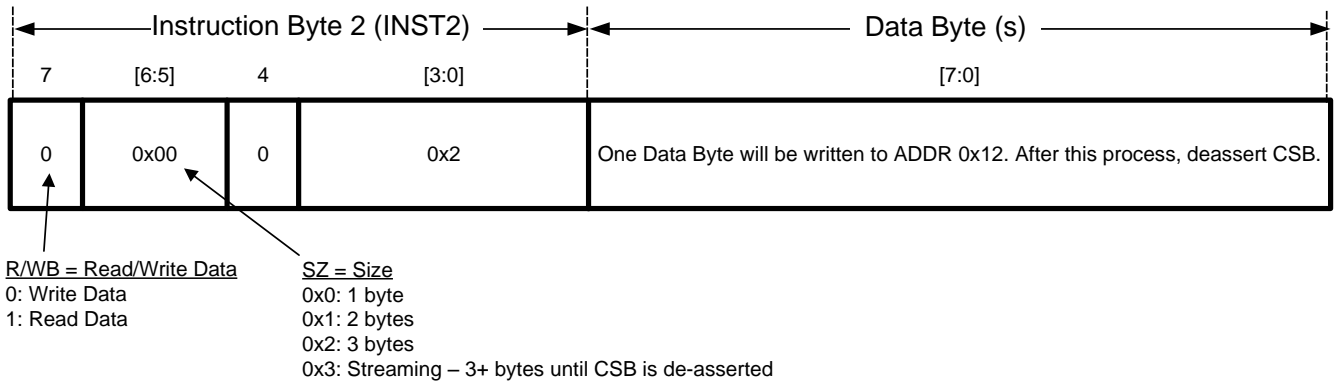 Instruction Byte 2 (INST2) Data Byte (s)
7 [6:5] 4 [3:0] [7:0]
0 0x00 0 0x2 One Data Byte will be written to ADDR 0x12. After this process, deassert CSB.
R/WB = Read/Write Data SZ = Size
0: Write Data 0x0: 1 byte
1: Read Data 0x1: 2 bytes
0x2: 3 bytes
0x3: Streaming – 3+ bytes until CSB is de-asserted